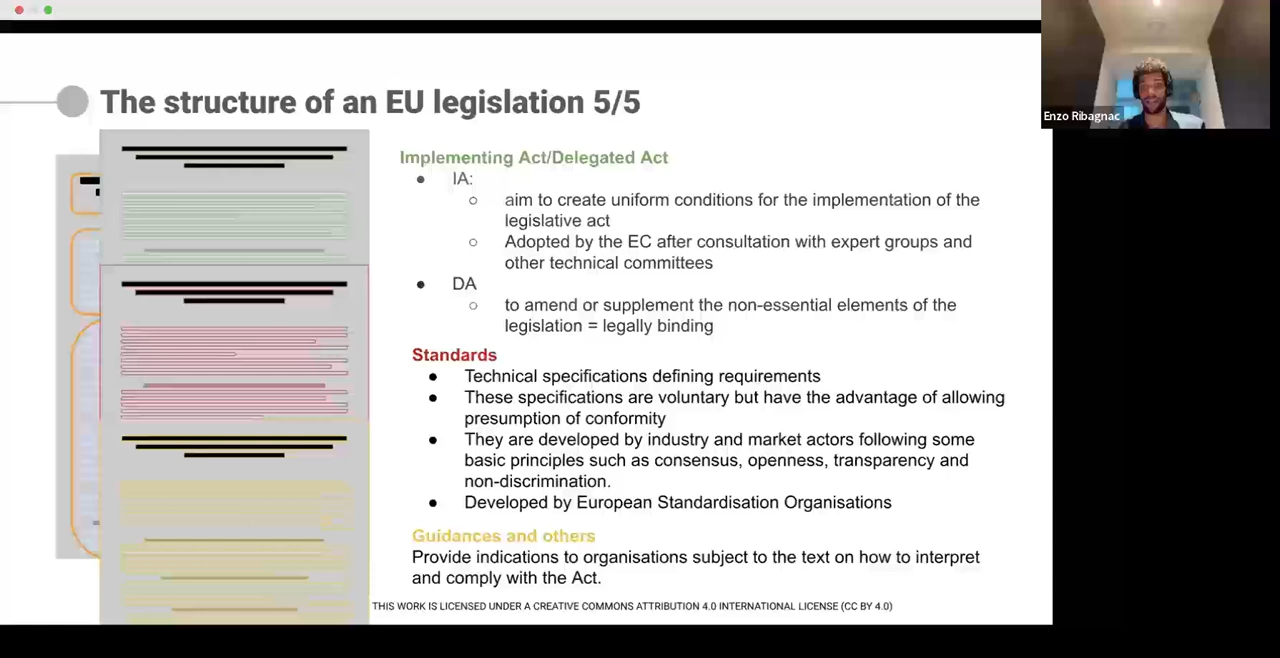 The structure of an EU legislation 5/5
Enzo Ribagnac
Implementing Act/Delegated Act
● IA:
○ aim to create uniform conditions for the implementation of the
legislative act
○ Adopted by the EC after consultation with expert groups and
other technical committees
● DA
○ to amend or supplement the non-essential elements of the
legislation = legally binding
Standards
● Technical specifications defining requirements
● These specifications are voluntary but have the advantage of allowing
presumption of conformity
● They are developed by industry and market actors following some
basic principles such as consensus, openness, transparency and
non-discrimination.
● Developed by European Standardisation Organisations
Guidances and others
Provide indications to organisations subject to the text on how to interpret
and comply with the Act.
THIS WORK IS LICENSED UNDER A CREATIVE COMMONS ATTRIBUTION 4.0 INTERNATIONAL LICENSE (CC BY 4.0)